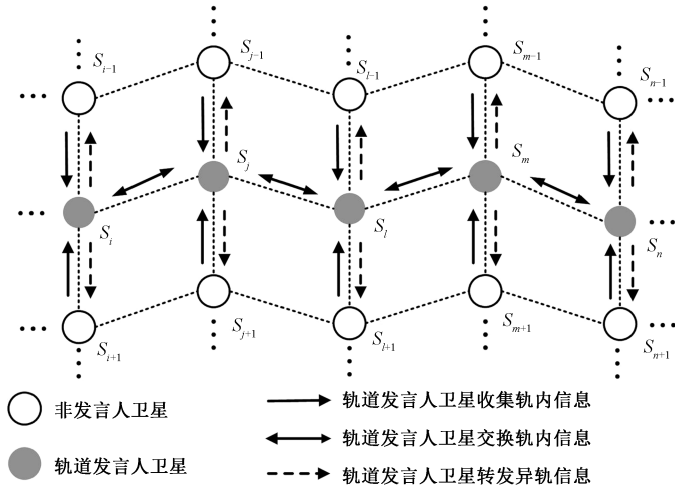 S_{j-1} S_{m-1}
S_{i-1} S_{l-1} S_{n-1}
S_j S_m
S_i S_l S_n
S_{j+1} S_{m+1}
S_{i+1} S_{l+1} S_{n+1}
非发言人卫星
轨道发言人卫星
轨道发言人卫星收集轨内信息
轨道发言人卫星交换轨内信息
轨道发言人卫星转发异轨信息